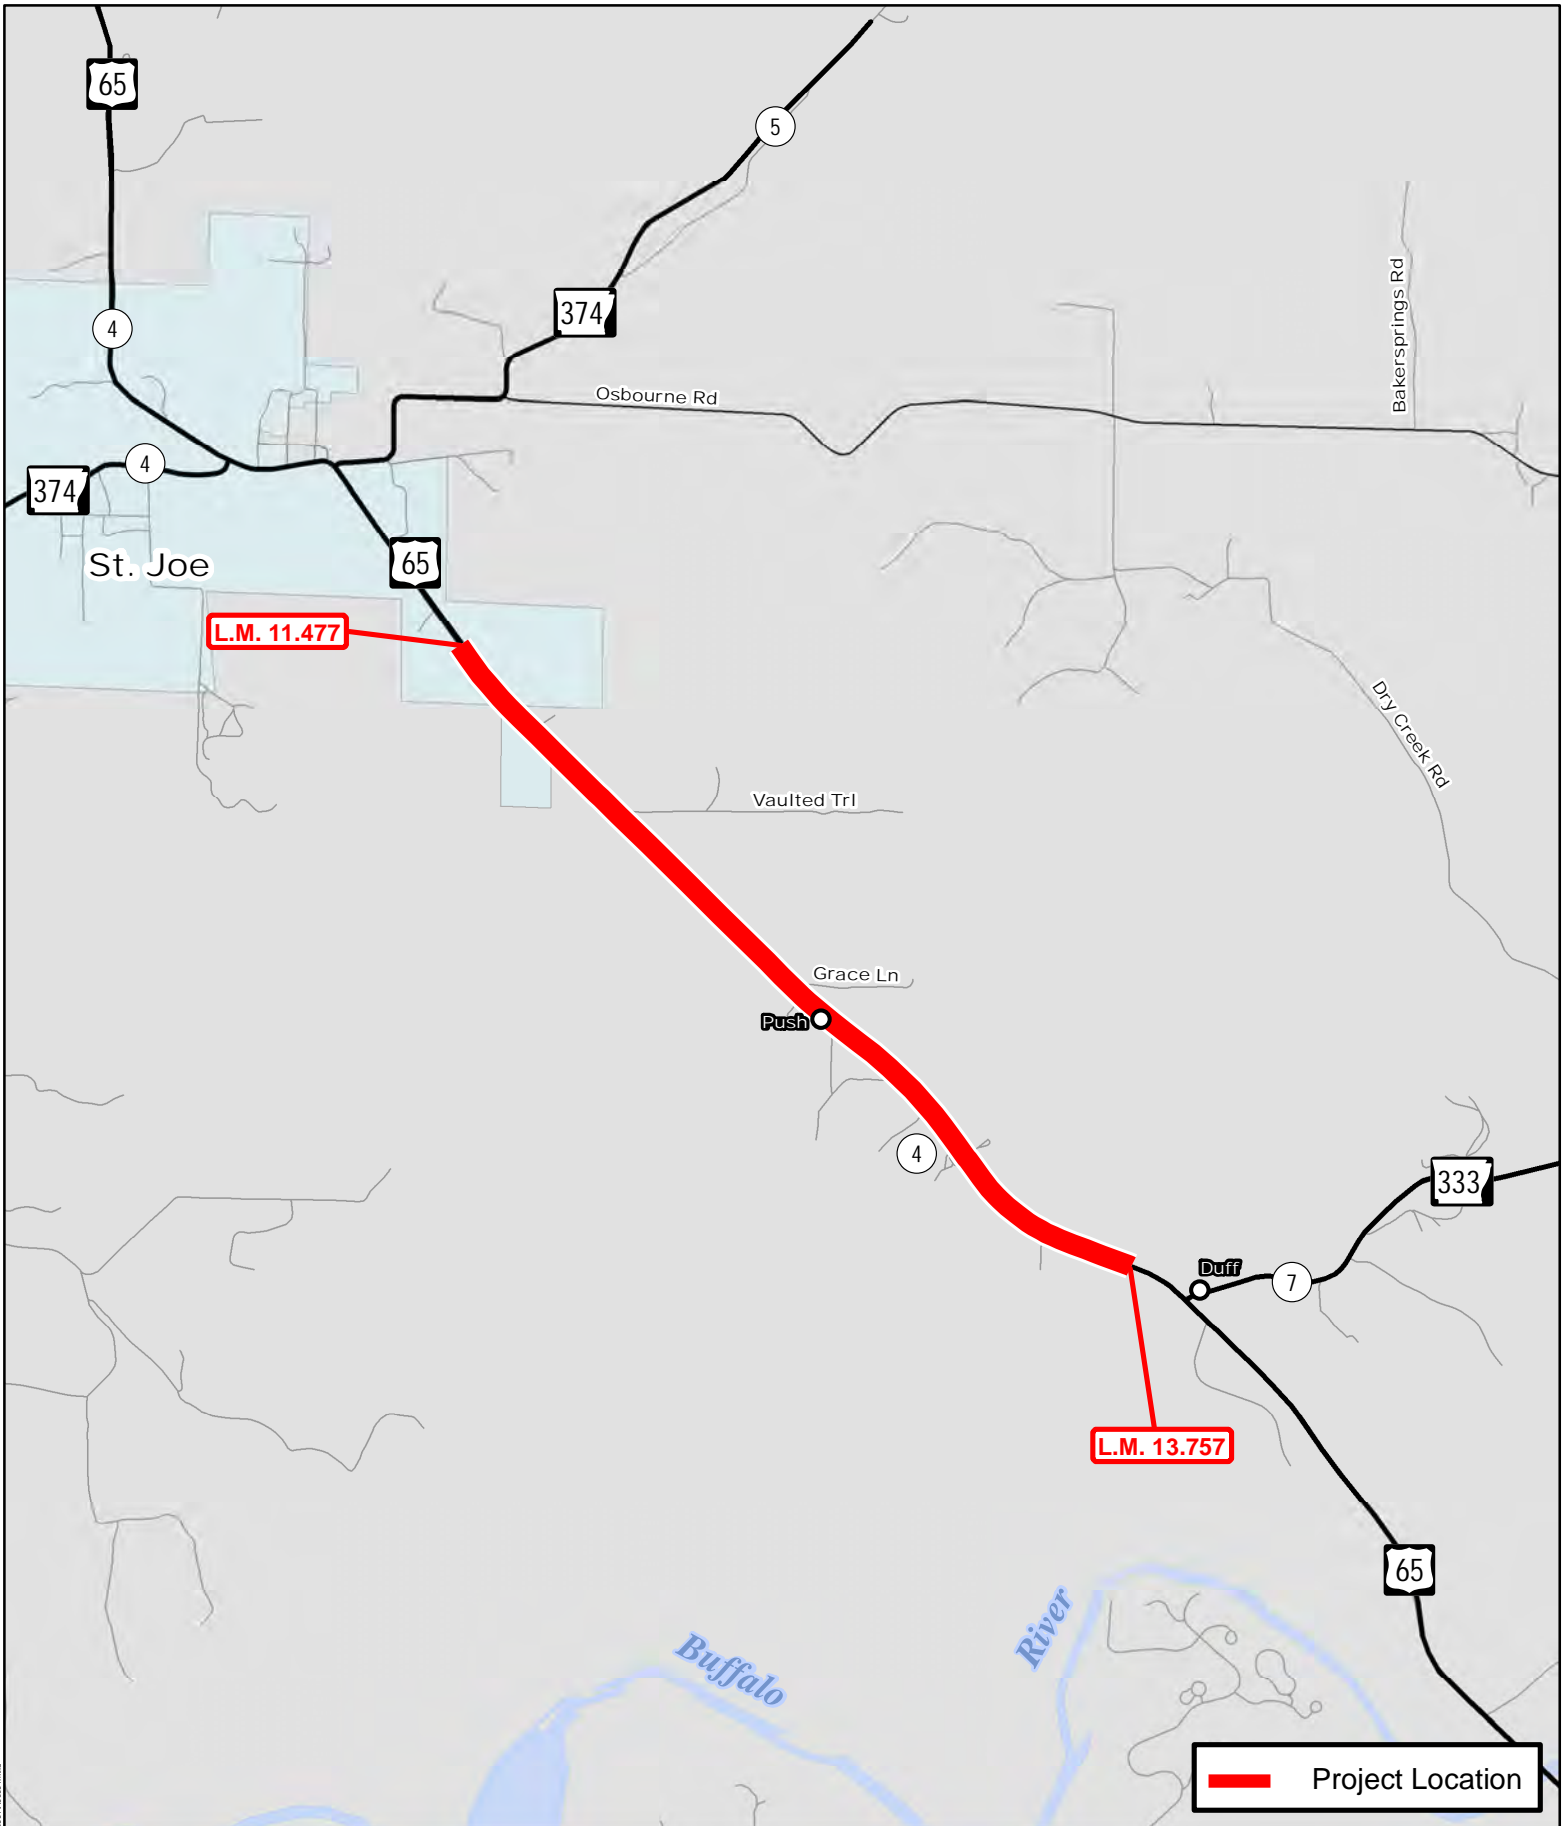 65
5
374
4
Bakersprings Rd
Osbourne Rd
4
374
St. Joe
65
L.M. 11.477
Dry Creek Rd
Vaulted Trl
Grace Ln
Push
4
333
Duff
7
L.M. 13.757
65
River
Buffalo
Project Location